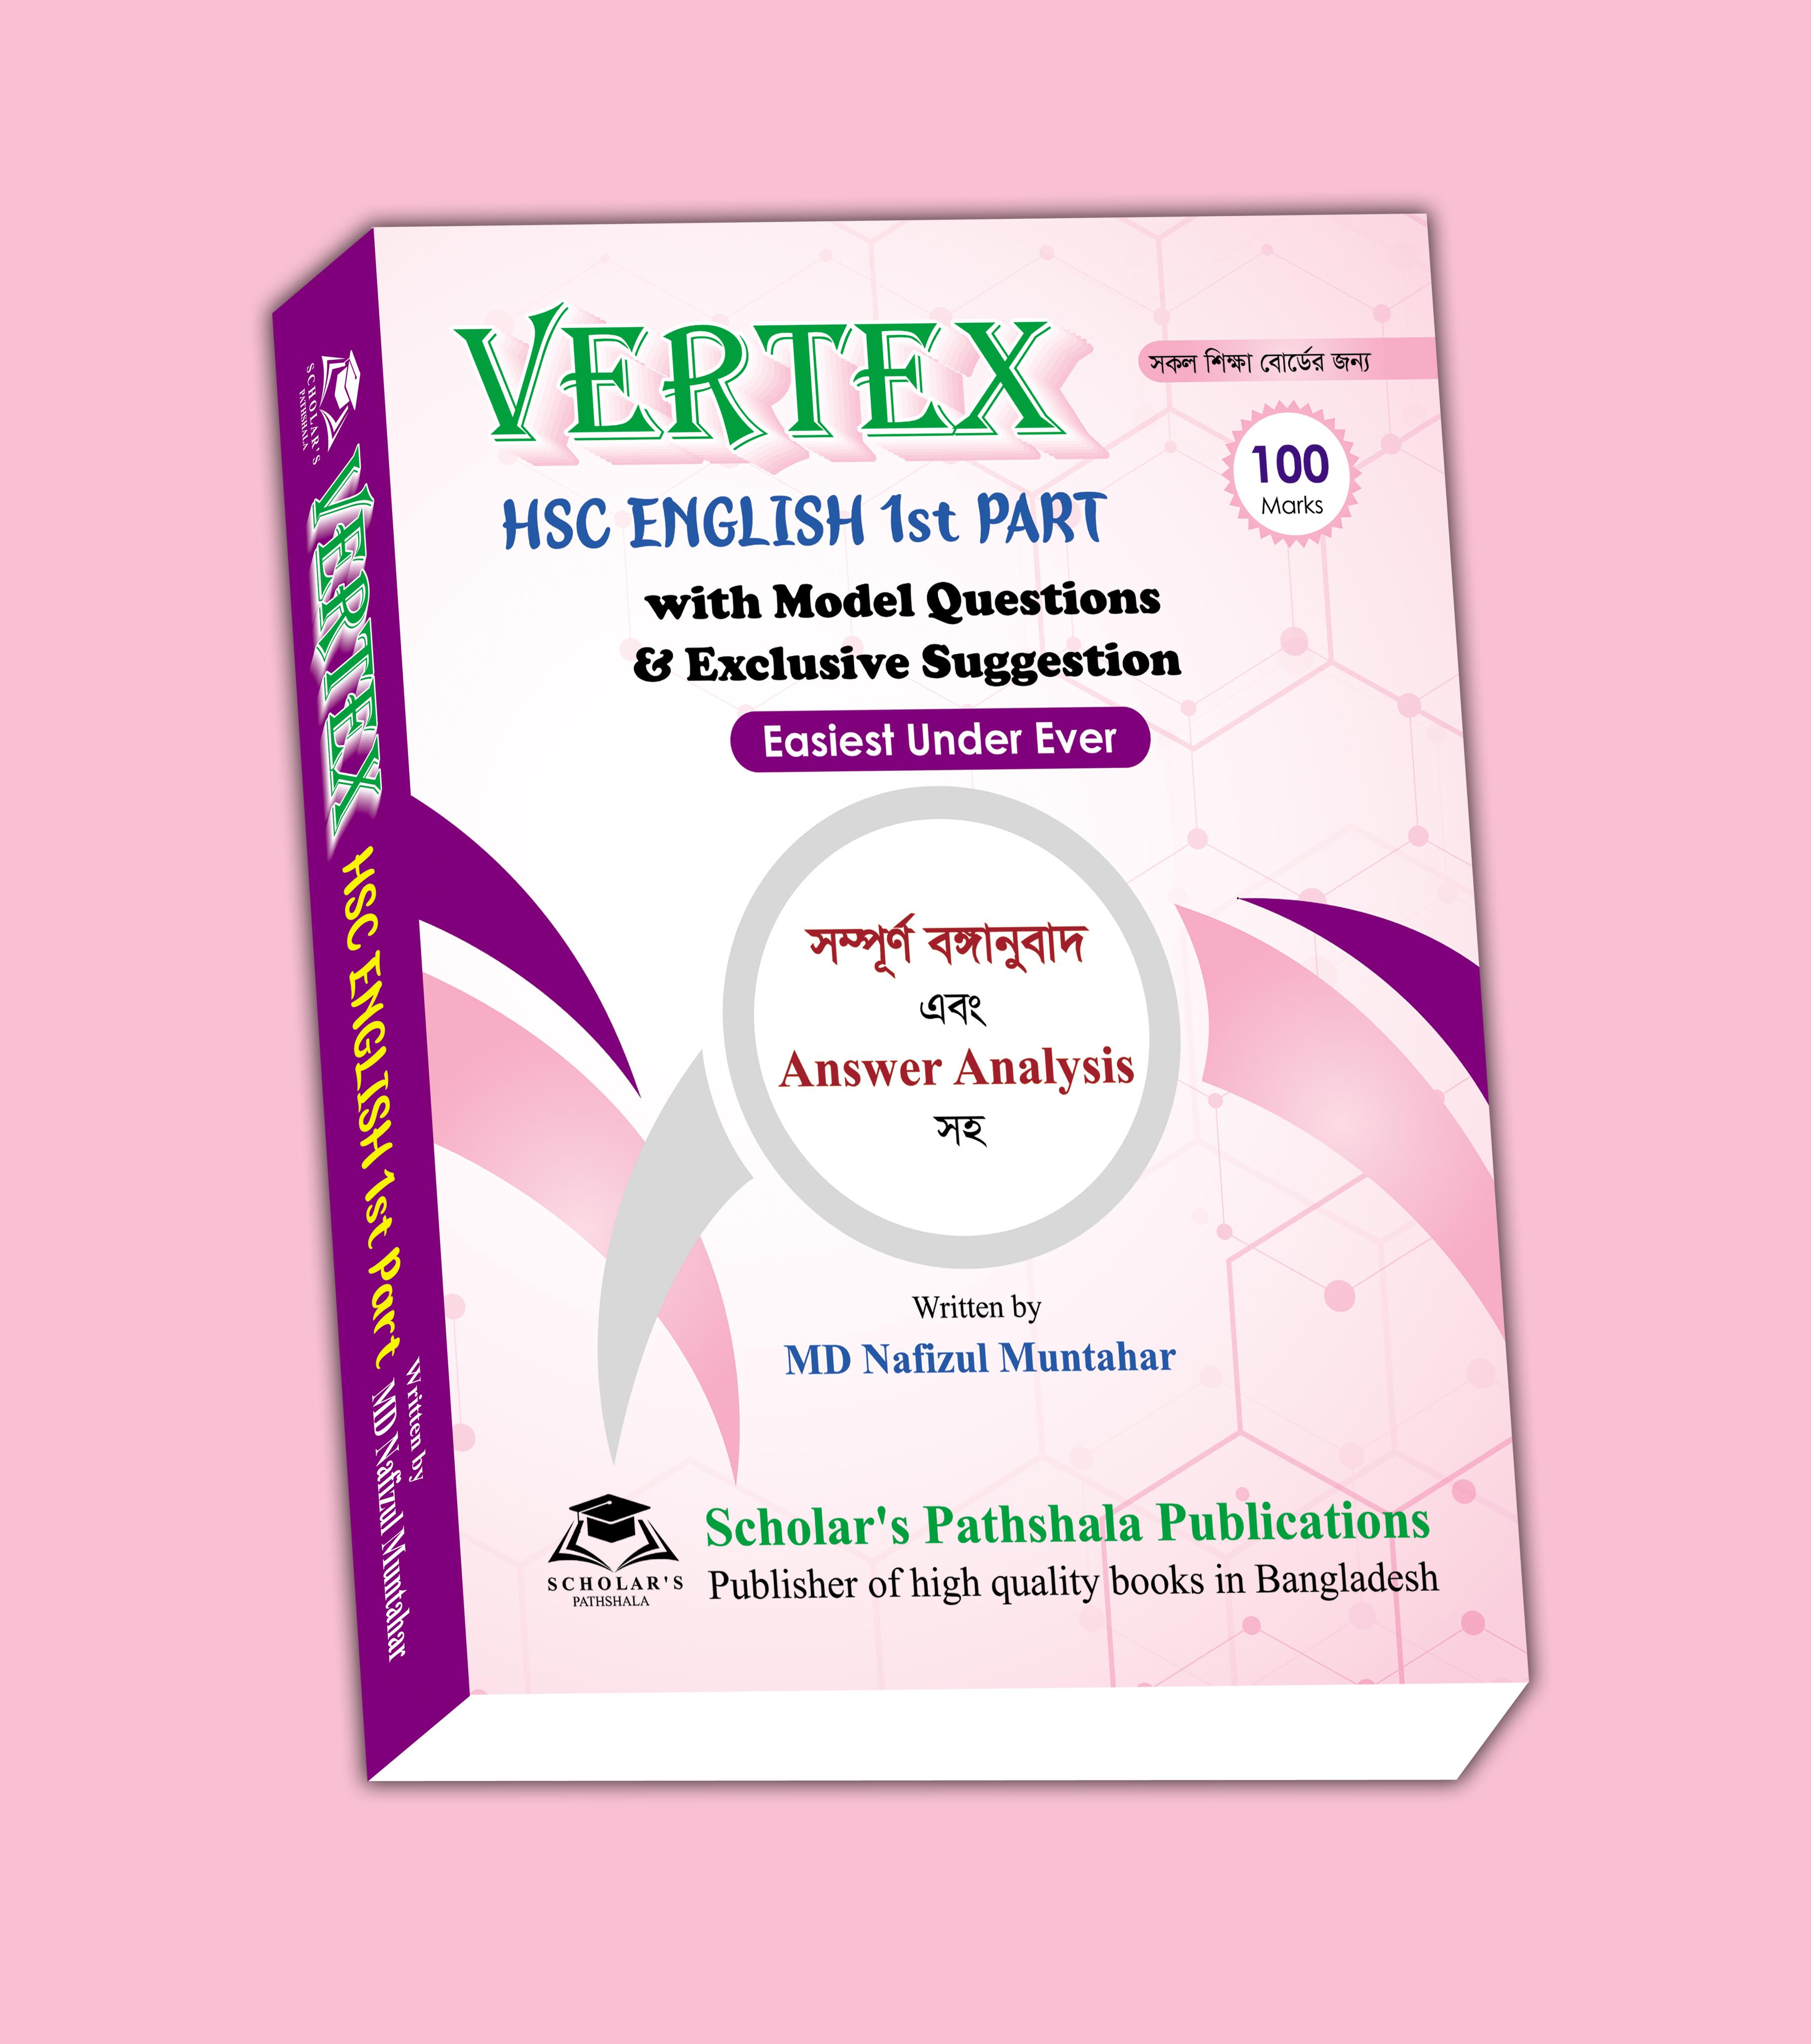 VERTEX
সকল শিক্ষা বোর্ডের জন্য
100
Marks
HSC ENGLISH 1st PART
with Model Questions
& Exclusive Suggestion
Easiest Under Ever
সম্পূর্ণ বঙ্গানুবাদ
এবং
Answer Analysis
সহ
Written by
MD Nafizul Muntahar
SCHOLAR'S
PATHSHALA
Scholar's Pathshala Publications
Publisher of high quality books in Bangladesh
SCHOLAR'S
PATHSHALA
VERTEX
HSC ENGLISH 1st Part
Written by
MD Nafizul Muntahar